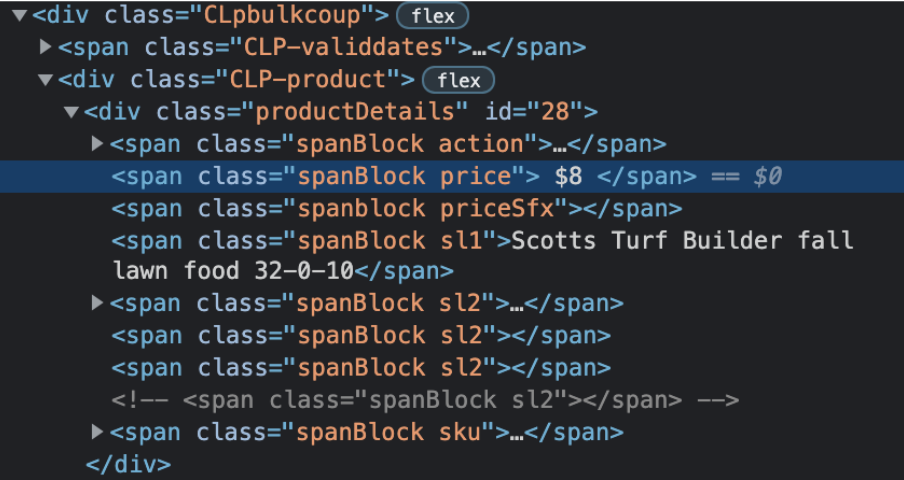 ▼<div class="CLpbulkcoup"> flex
▶<span class="CLP-validdates">…</span>
▼<div class="CLP-product"> flex
▼<div class="productDetails" id="28">
▶<span class="spanBlock action">…</span>
<span class="spanBlock price"> $8 </span> == $0
<span class="spanblock priceSfx"></span>
<span class="spanBlock sl1">Scotts Turf Builder fall
lawn food 32-0-10</span>
▶<span class="spanBlock sl2">…</span>
<span class="spanBlock sl2"></span>
<span class="spanBlock sl2"></span>
<!-- <span class="spanBlock sl2"></span> -->
▶<span class="spanBlock sku">…</span>
</div>